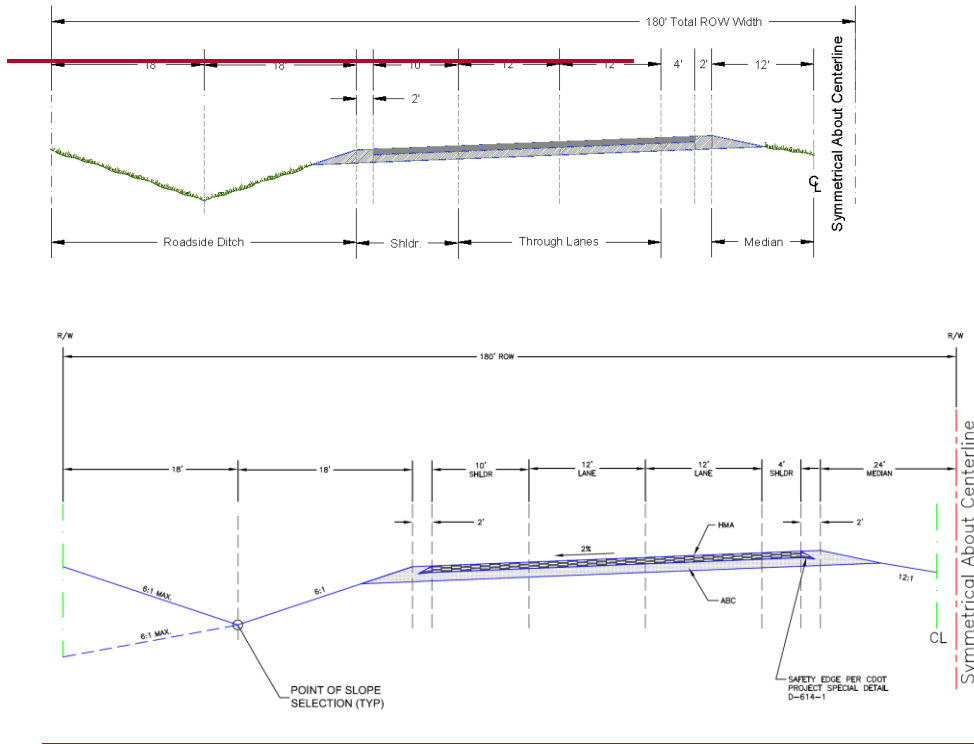 180' Total ROW Width
18'
18'
10'
12'
12'
4'
2'
12'
2'
Symmetrical About Centerline
CL
Roadside Ditch
Shldr.
Through Lanes
Median
R/W
R/W
180' ROW
18'
18'
10'
SHLDR
12'
LANE
12'
LANE
4'
SHLDR
24'
MEDIAN
2'
2'
HMA
2%
6:1 MAX.
6:1
6:1 MAX.
ABC
12:1
CL
Symmetrical About Centerline
POINT OF SLOPE
SELECTION (TYP)
SAFETY EDGE PER CDOT
PROJECT SPECIAL DETAIL
D-614-1